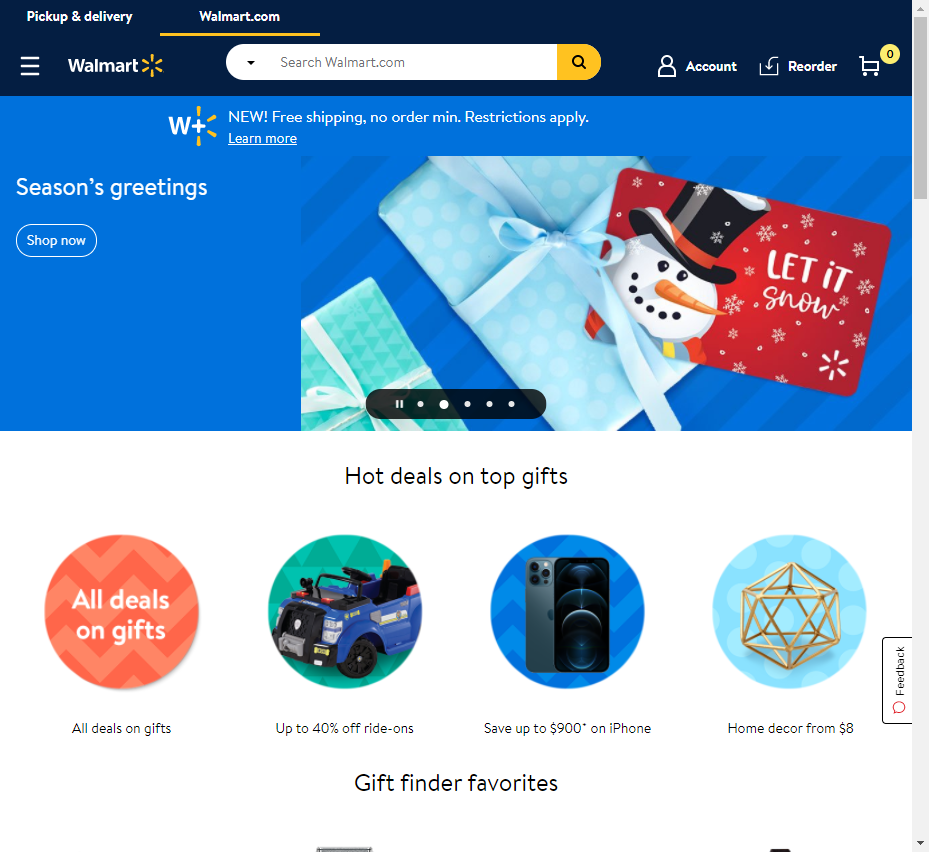 Pickup & delivery
Walmart.com
Walmart
Search Walmart.com
Account
Reorder
0
W+
NEW! Free shipping, no order min. Restrictions apply.
Learn more
Season's greetings
Shop now
LET iT
snow
Hot deals on top gifts
All deals
on gifts
All deals on gifts
Up to 40% off ride-ons
Save up to $900* on iPhone
Home decor from $8
Feedback
Gift finder favorites